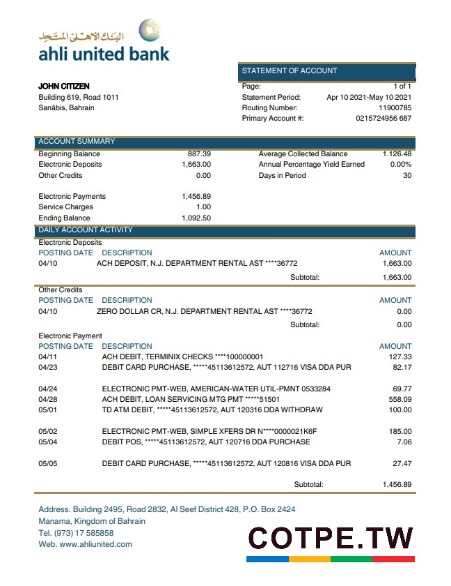 البنك الأهلي المتحد
ahli united bank
STATEMENT OF ACCOUNT
JOHN CITIZEN
Building 619, Road 1011
Sanābis, Bahrain
Page: 1 of 1
Statement Period: Apr 10 2021-May 10 2021
Routing Number: 11900785
Primary Account #: 0215724956 687
ACCOUNT SUMMARY
Beginning Balance 887.39 Average Collected Balance 1.126.48
Electronic Deposits 1,663.00 Annual Percentage Yield Earned 0.00%
Other Credits 0.00 Days in Period 30
Electronic Payments 1,456.89
Service Charges 1.00
Ending Balance 1,092.50
DAILY ACCOUNT ACTIVITY
Electronic Deposits
POSTING DATE DESCRIPTION AMOUNT
04/10 ACH DEPOSIT, N.J. DEPARTMENT RENTAL AST ****36772 1,663.00
Subtotal: 1,663.00
Other Credits
POSTING DATE DESCRIPTION AMOUNT
04/10 ZERO DOLLAR CR, N.J. DEPARTMENT RENTAL AST ****36772 0.00
Subtotal: 0.00
Electronic Payment
POSTING DATE DESCRIPTION AMOUNT
04/11 ACH DEBIT, TERMINIX CHECKS ****100000001 127.33
04/23 DEBIT CARD PURCHASE, *****45113612572, AUT 112716 VISA DDA PUR 82.17
04/24 ELECTRONIC PMT-WEB, AMERICAN-WATER UTIL-PMNT 0533284 69.77
04/28 ACH DEBIT, LOAN SERVICING MTG PMT *****51501 558.09
05/01 TD ATM DEBIT, *****45113612572, AUT 120316 DDA WITHDRAW 100.00
05/02 ELECTRONIC PMT-WEB, SIMPLE XFERS DR N****0000021K6F 185.00
05/04 DEBIT POS, *****45113612572, AUT 120716 DDA PURCHASE 7.06
05/05 DEBIT CARD PURCHASE, *****45113612572, AUT 120816 VISA DDA PUR 27.47
Subtotal: 1,456.89
Address. Building 2495, Road 2832, Al Seef District 428, P.O. Box 2424
Manama, Kingdom of Bahrain
Tel. (973) 17 585858
Web. www.ahliunited.com
COTPE.TW